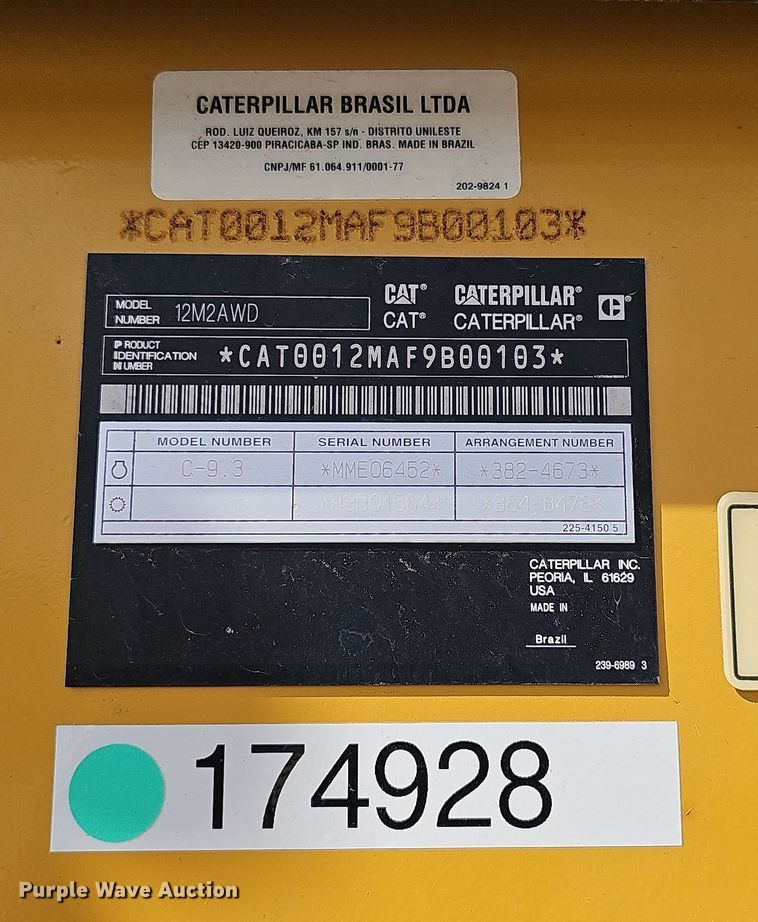 CATERPILLAR BRASIL LTDA
ROD. LUIZ QUEIROZ, KM 157 s/n - DISTRITO UNILESTE
CEP 13420-900 PIRACICABA-SP IND. BRAS. MADE IN BRAZIL
CNPJ/MF 61.064.911/0001-77
202-9824 1
*CAT0012MAF9B00103*
MODEL NUMBER 12M2AWD
CAT® CATERPILLAR®
CAT® CATERPILLAR®
PRODUCT IDENTIFICATION NUMBER *CAT0012MAF9B00103*
MODEL NUMBER SERIAL NUMBER ARRANGEMENT NUMBER
C-9.3 *MME06452* *382-4673*
*364-8476*
225-4150 5
CATERPILLAR INC.
PEORIA, IL 61629
USA
MADE IN
Brazil
239-6989 3
174928
Purple Wave Auction